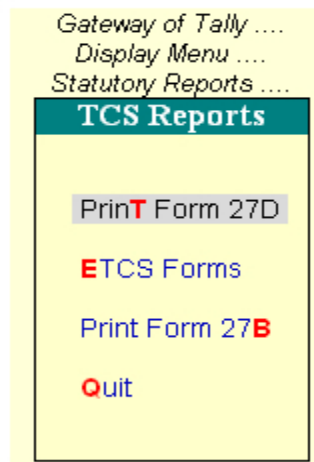 Gateway of Tally ....
Display Menu ....
Statutory Reports ....
TCS Reports
PrinT Form 27D
ETCS Forms
Print Form 27B
Quit